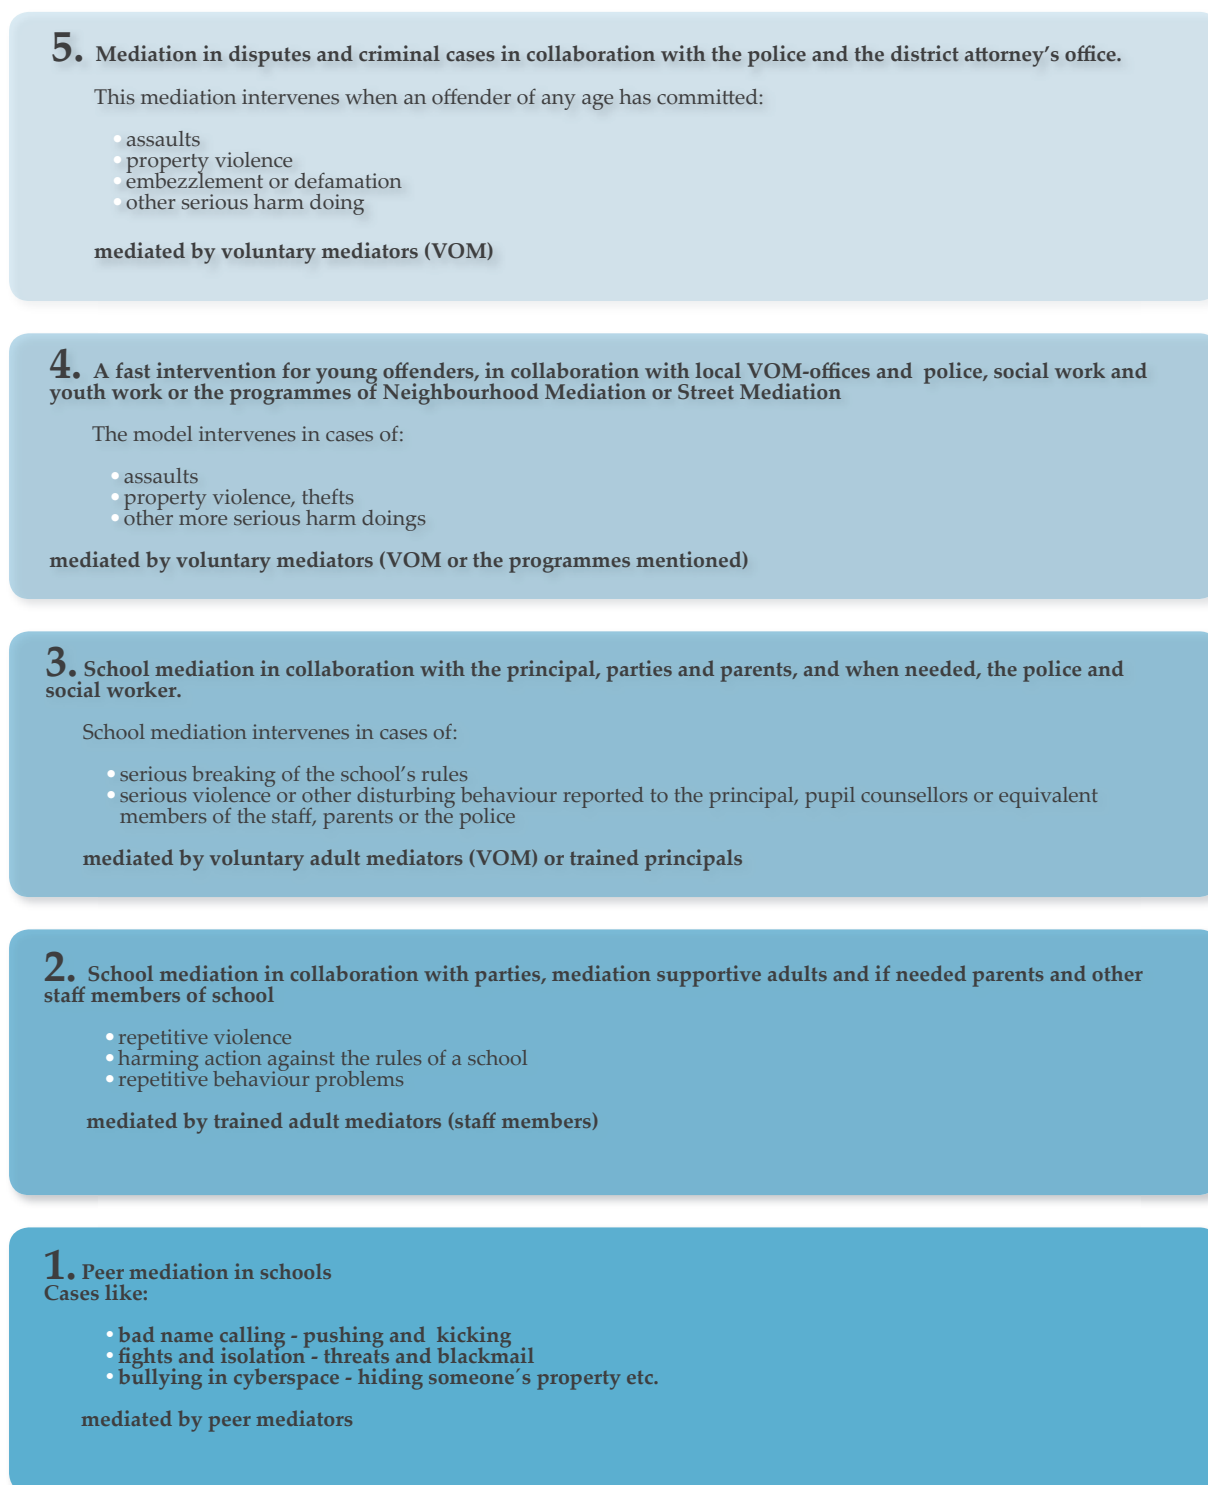 5. Mediation in disputes and criminal cases in collaboration with the police and the district attorney's office.
This mediation intervenes when an offender of any age has committed:
• assaults
• property violence
• embezzlement or defamation
• other serious harm doing
mediated by voluntary mediators (VOM)
4. A fast intervention for young offenders, in collaboration with local VOM-offices and police, social work and
youth work or the programmes of Neighbourhood Mediation or Street Mediation
The model intervenes in cases of:
• assaults
• property violence, thefts
• other more serious harm doings
mediated by voluntary mediators (VOM or the programmes mentioned)
3. School mediation in collaboration with the principal, parties and parents, and when needed, the police and
social worker.
School mediation intervenes in cases of:
• serious breaking of the school's rules
• serious violence or other disturbing behaviour reported to the principal, pupil counsellors or equivalent
members of the staff, parents or the police
mediated by voluntary adult mediators (VOM) or trained principals
2. School mediation in collaboration with parties, mediation supportive adults and if needed parents and other
staff members of school
• repetitive violence
• harming action against the rules of a school
• repetitive behaviour problems
mediated by trained adult mediators (staff members)
1. Peer mediation in schools
Cases like:
• bad name calling - pushing and kicking
• fights and isolation - threats and blackmail
• bullying in cyberspace - hiding someone´s property etc.
mediated by peer mediators